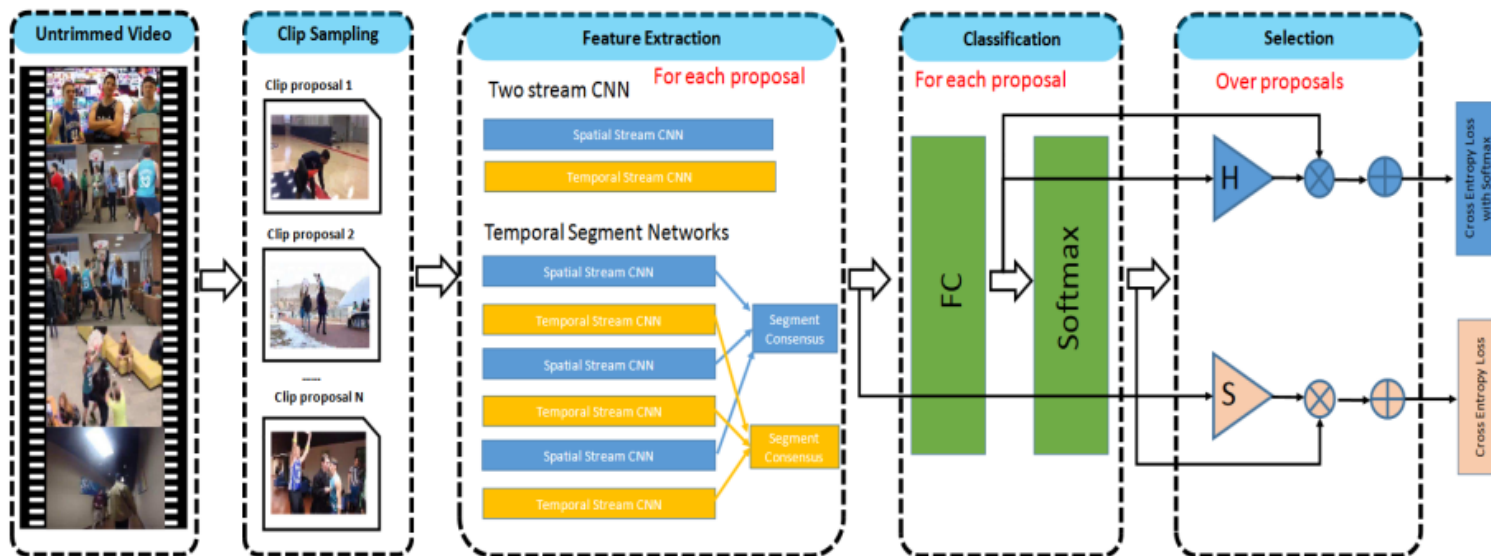 Untrimmed Video
Clip Sampling
Clip proposal 1
Clip proposal 2
......
Clip proposal N
Feature Extraction
For each proposal
Two stream CNN
Spatial Stream CNN
Temporal Stream CNN
Temporal Segment Networks
Spatial Stream CNN
Temporal Stream CNN
Spatial Stream CNN
Temporal Stream CNN
Spatial Stream CNN
Temporal Stream CNN
Segment
Consensus
Segment
Consensus
Classification
For each proposal
FC
Softmax
Selection
Over proposals
H
S
Cross Entropy Loss
with Softmax
Cross Entropy Loss